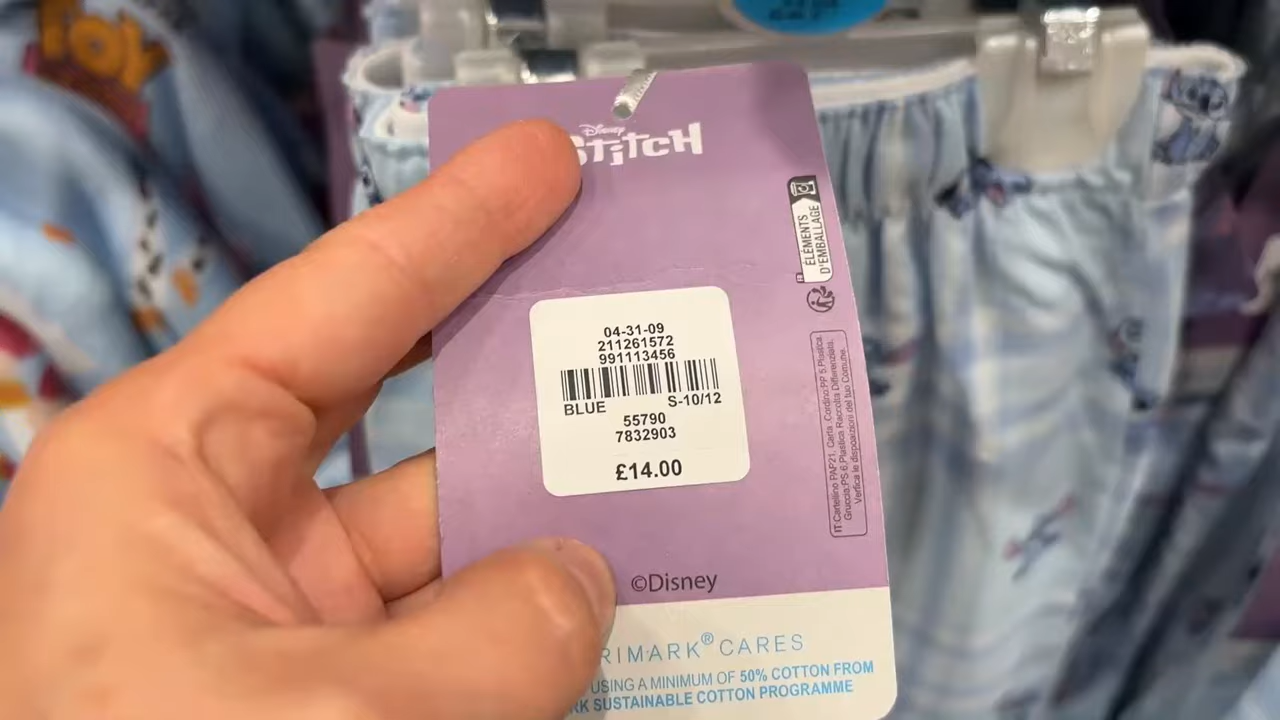 TOY
Disney
STITCH
ÉLÉMENTS
D'EMBALLAGE
04-31-09
211261572
991113456
BLUE S-10/12
55790
7832903
£14.00
IT:Cartellino PAP21, Carta .Cordino:PP 5,Plastica.
Gruccia:PS 6,Plastica Raccolta Differenziata.
Verifica le disposizioni del tuo Comune.
©Disney
RIMARK® CARES
USING A MINIMUM OF 50% COTTON FROM
RK SUSTAINABLE COTTON PROGRAMME